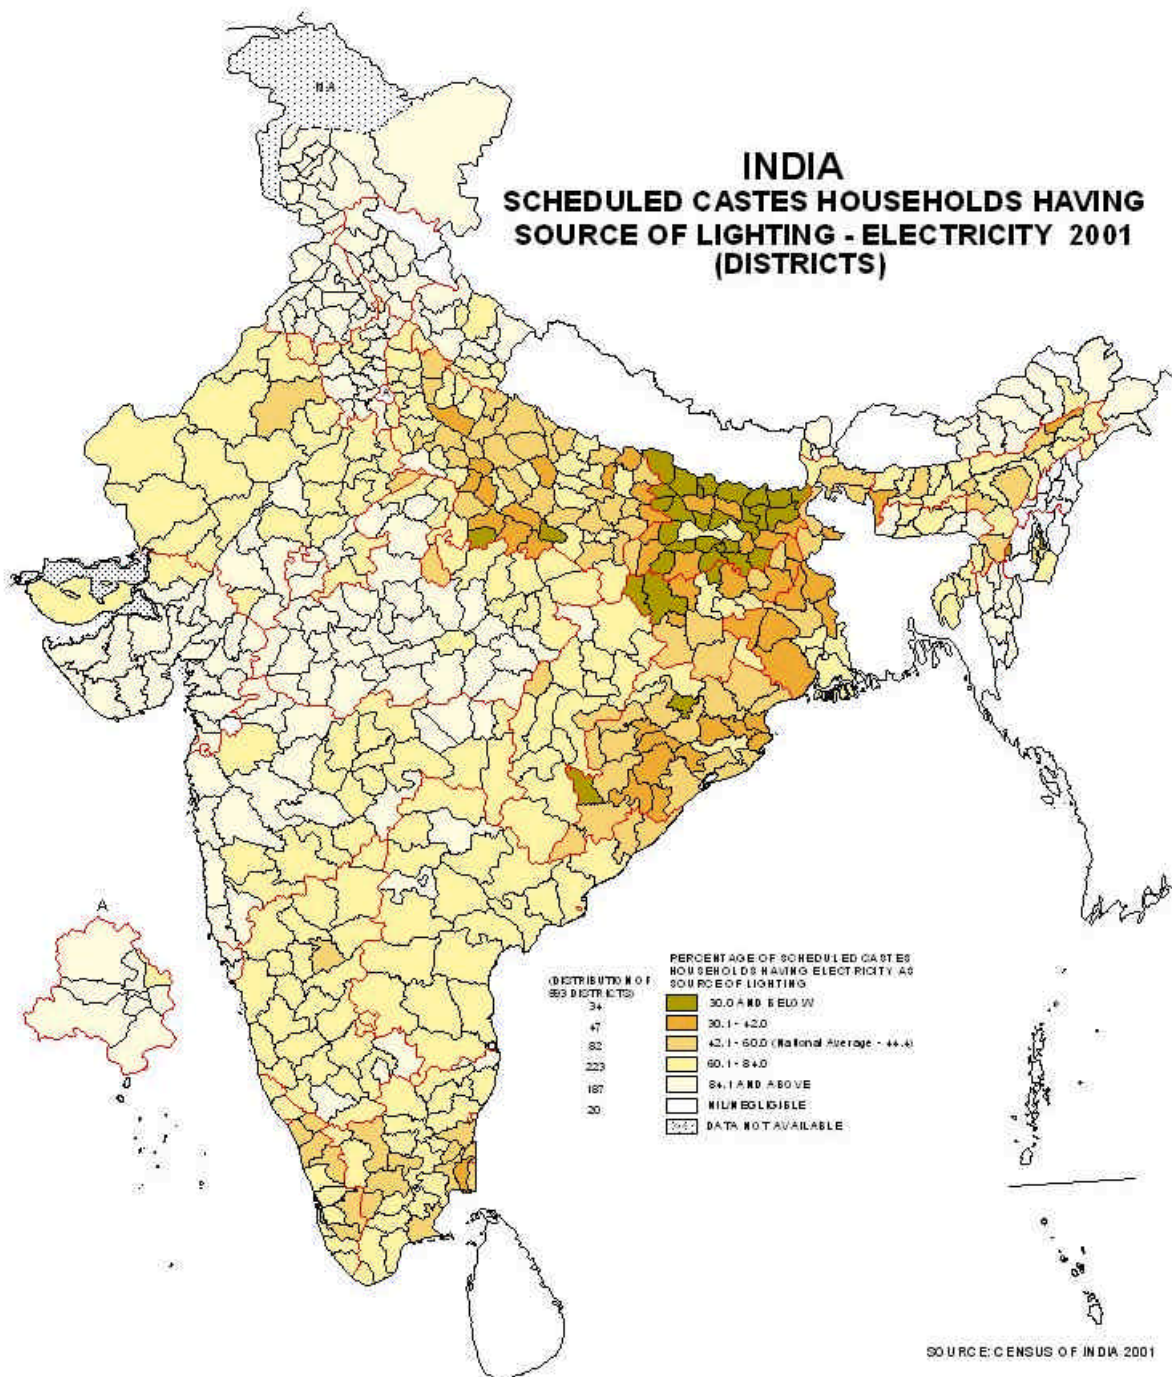 N A
INDIA
SCHEDULED CASTES HOUSEHOLDS HAVING
SOURCE OF LIGHTING - ELECTRICITY 2001
(DISTRICTS)
A
(DISTRIBUTION OF
593 DISTRICTS)
34
47
82
223
187
20
PERCENTAGE OF SCHEDULED CASTES
HOUSEHOLDS HAVING ELECTRICITY AS
SOURCE OF LIGHTING
30.0 AND BELOW
30.1 - 42.0
42.1 - 60.0 (National Average - 44.4)
60.1 - 84.0
84.1 AND ABOVE
NIL/NEGLIGIBLE
DATA NOT AVAILABLE
SOURCE: CENSUS OF INDIA 2001